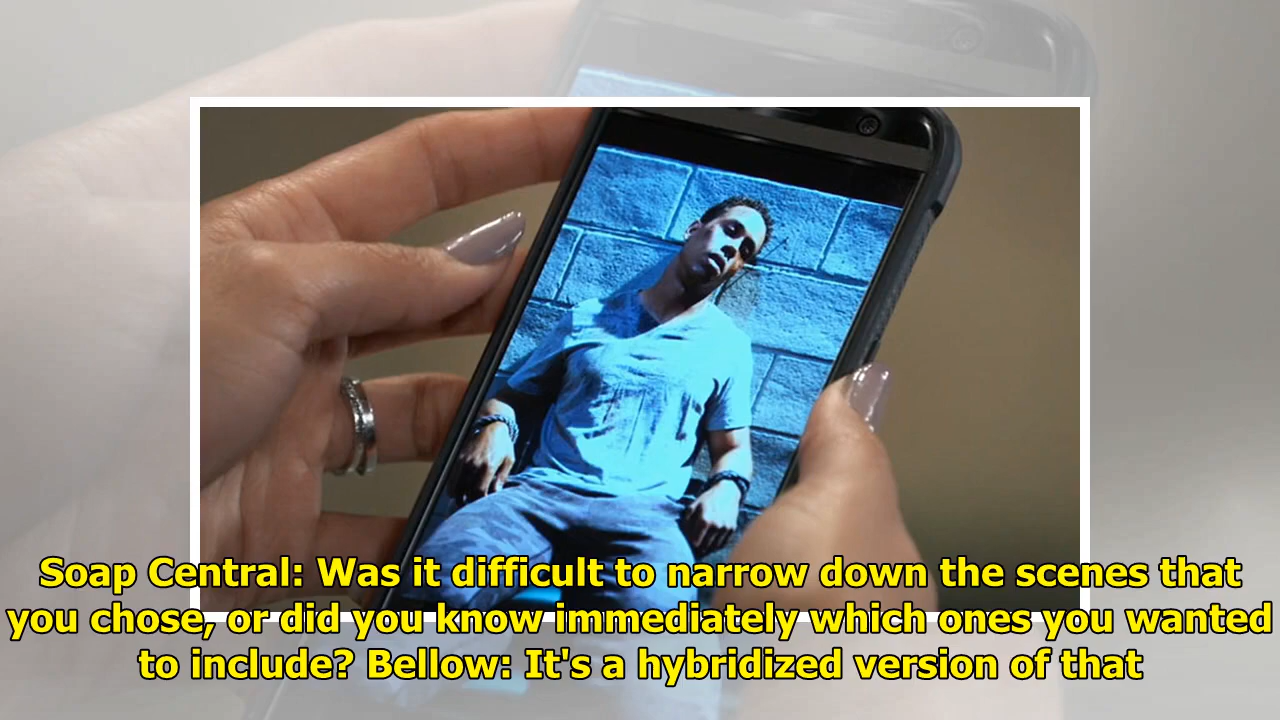 Soap Central: Was it difficult to narrow down the scenes that
you chose, or did you know immediately which ones you wanted
to include? Bellow: It's a hybridized version of that